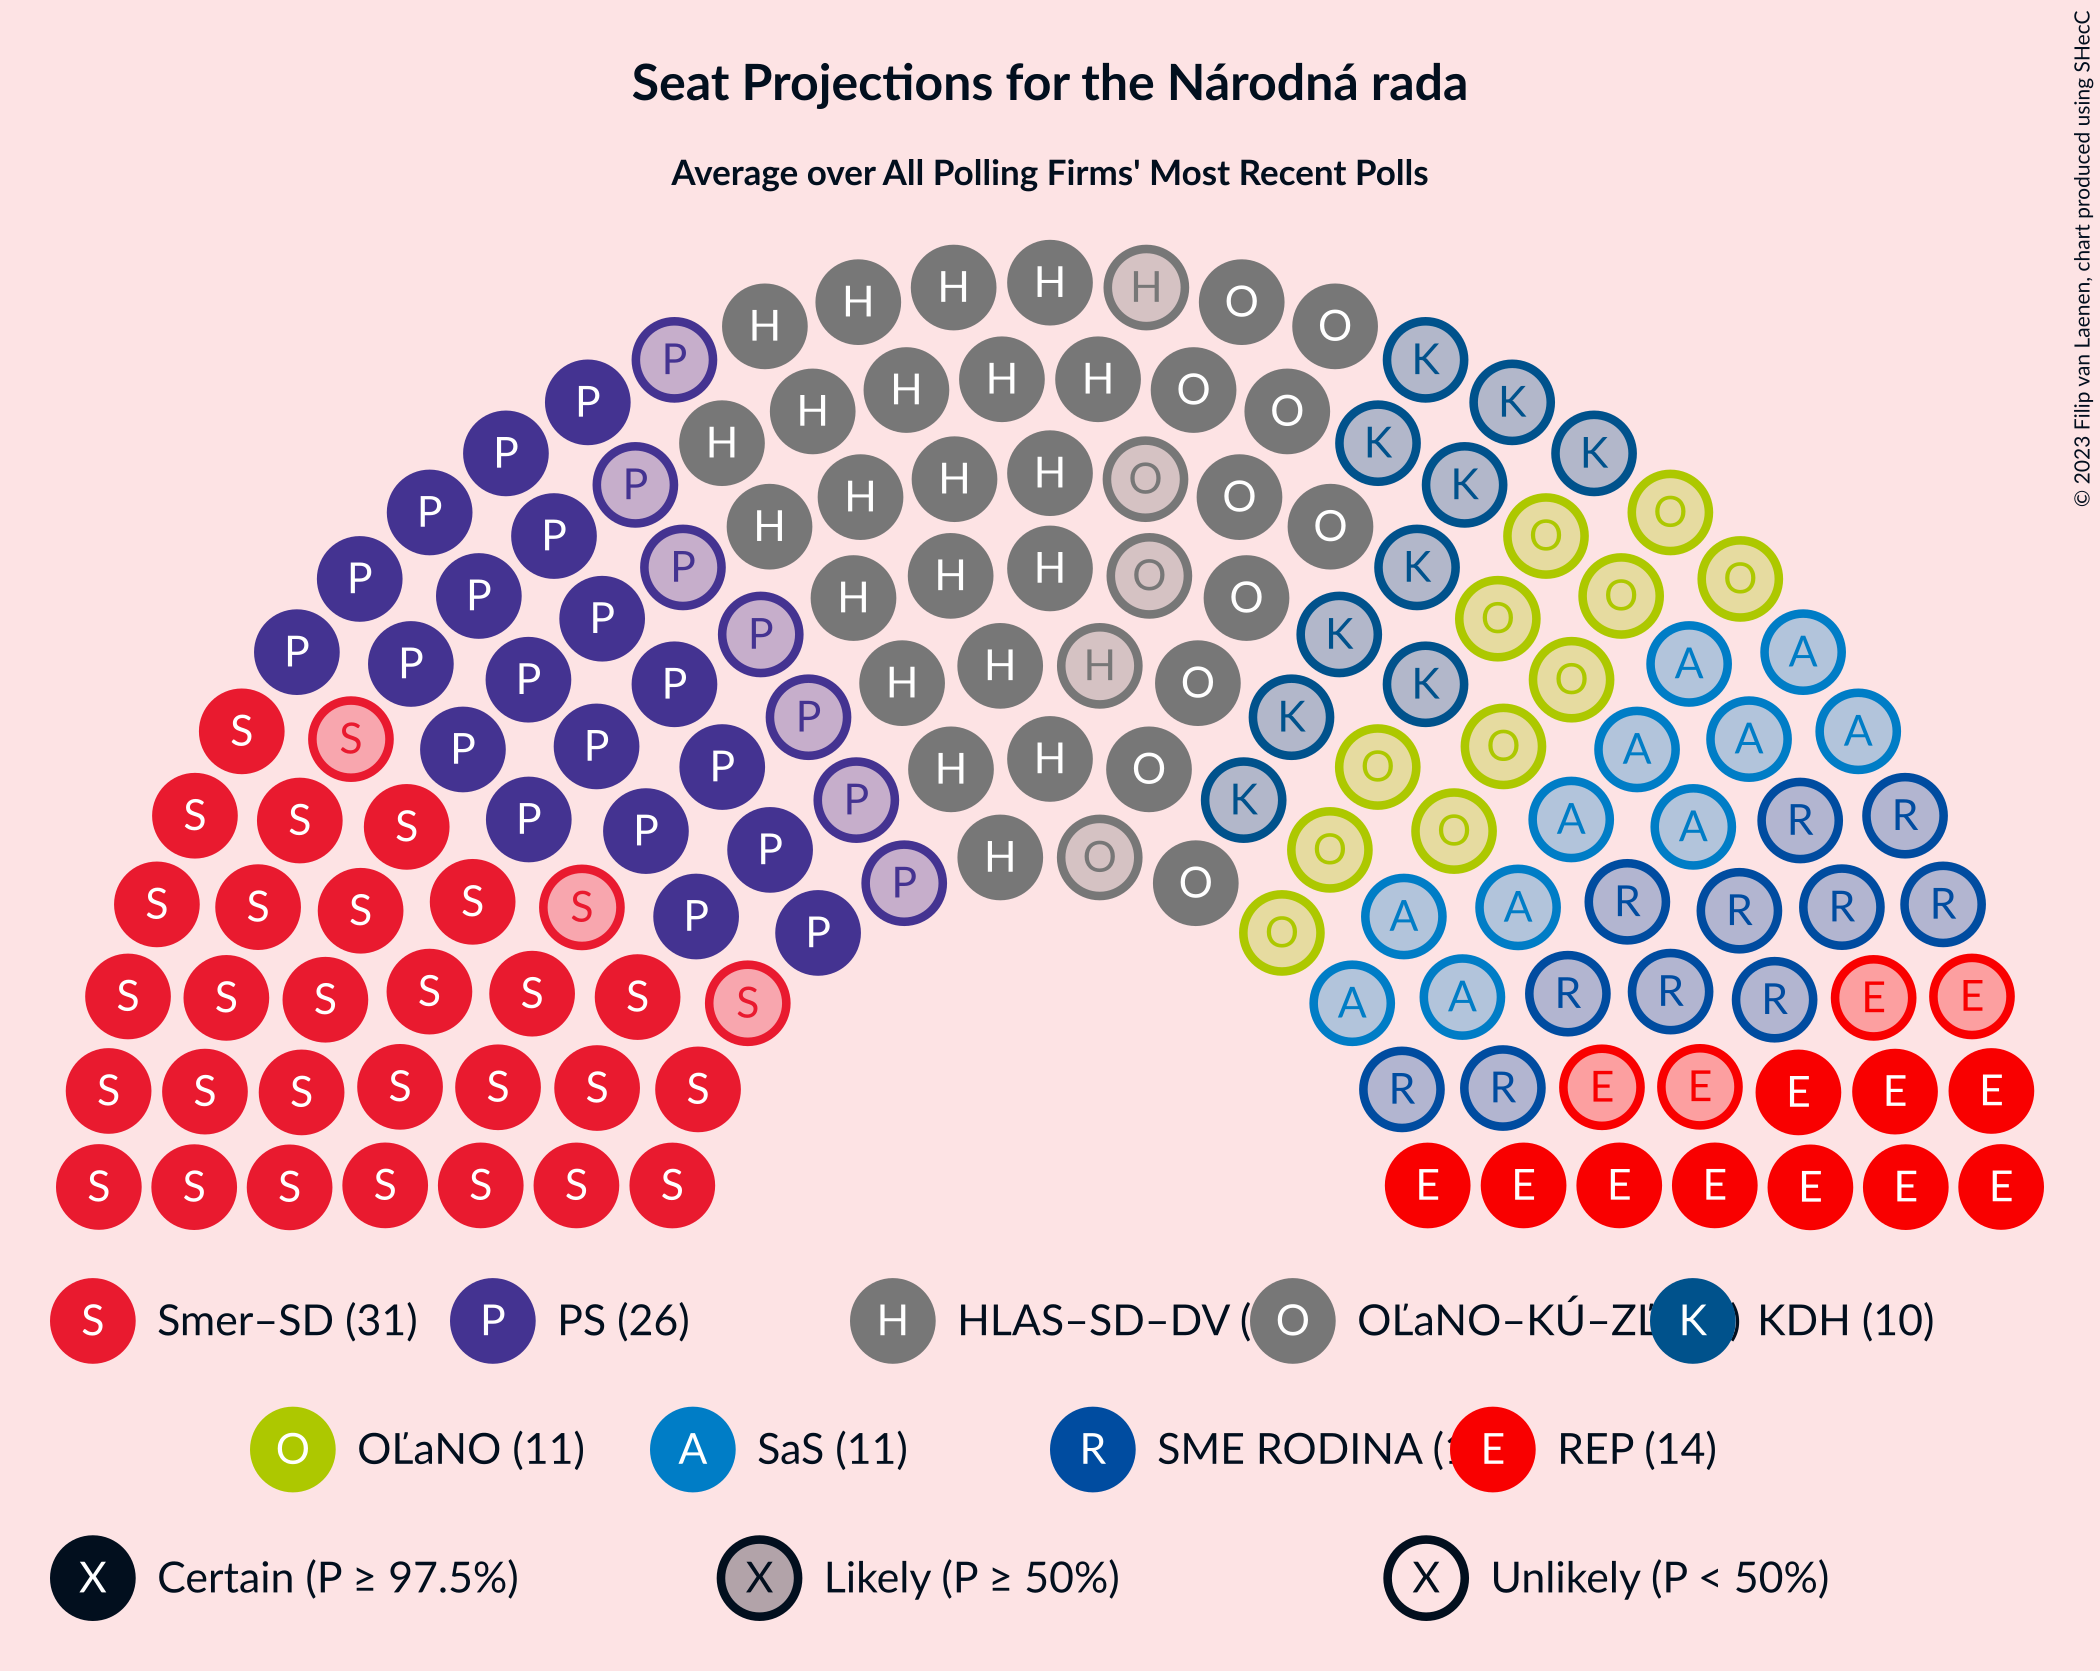 Seat Projections for the Národná rada
Average over All Polling Firms' Most Recent Polls
© 2023 Filip van Laenen, chart produced using SHecC
H H H H H O O
P H H H H H O O K K
P P H H H H O O O K K K
P P P H H H O O K K O O
P P P P H H H O K K O O O
P P P P P H H O K K O O A A
S S P P P H O O K O O A A A
S S S P P P P O O A A R R
S S S S S P P O A A R R R R
S S S S S S S A A R R R E E
S S S S S S S R R E E E E E
S S S S S S S E E E E E E E
S Smer–SD (31) P PS (26) H HLAS–SD–DV ( O OĽaNO–KÚ–ZĽ ) K KDH (10)
O OĽaNO (11) A SaS (11) R SME RODINA ( E REP (14)
X Certain (P ≥ 97.5%) X Likely (P ≥ 50%) X Unlikely (P < 50%)